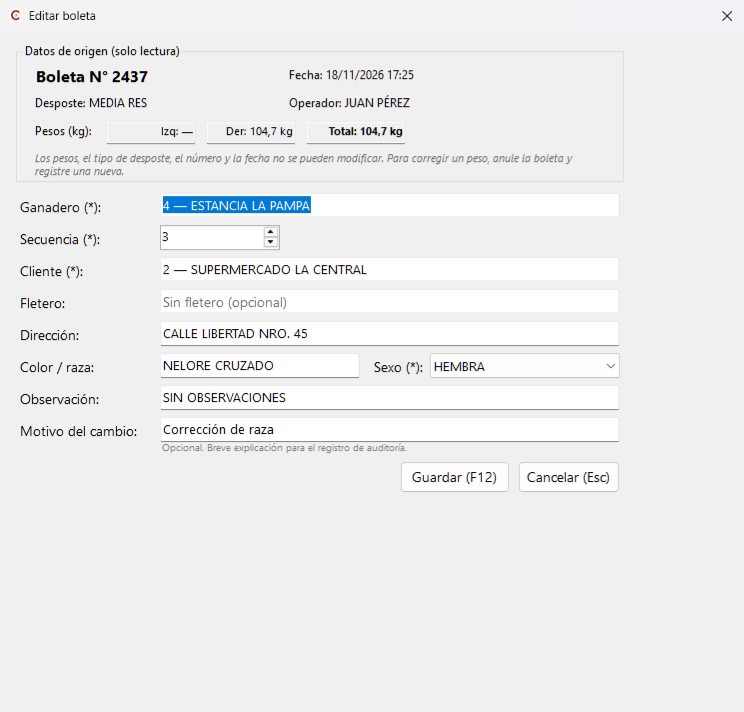 Editar boleta
Datos de origen (solo lectura)
Boleta N° 2437
Fecha: 18/11/2026 17:25
Desposte: MEDIA RES
Operador: JUAN PÉREZ
Pesos (kg):
Izq: —
Der: 104,7 kg
Total: 104,7 kg
Los pesos, el tipo de desposte, el número y la fecha no se pueden modificar. Para corregir un peso, anule la boleta y
registre una nueva.
Ganadero (*):
4 — ESTANCIA LA PAMPA
Secuencia (*):
3
Cliente (*):
2 — SUPERMERCADO LA CENTRAL
Fletero:
Sin fletero (opcional)
Dirección:
CALLE LIBERTAD NRO. 45
Color / raza:
NELORE CRUZADO
Sexo (*):
HEMBRA
Observación:
SIN OBSERVACIONES
Motivo del cambio:
Corrección de raza
Opcional. Breve explicación para el registro de auditoría.
Guardar (F12)
Cancelar (Esc)